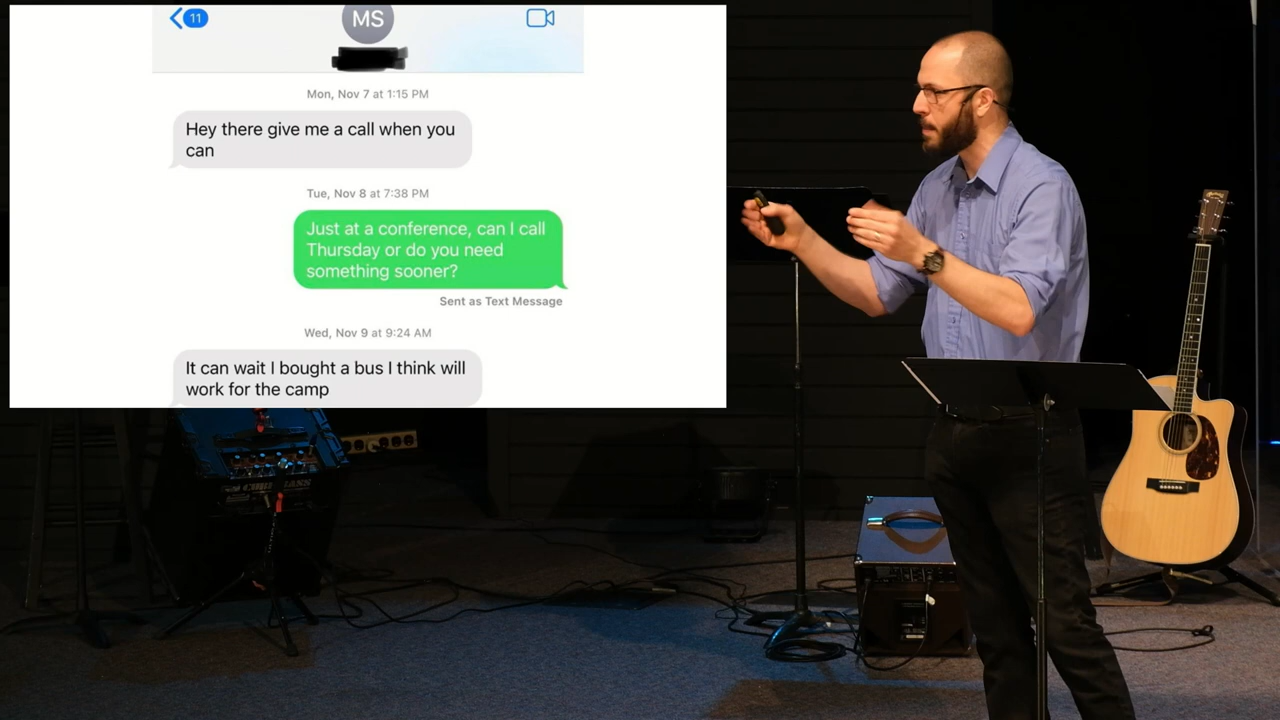 11
MS
Mon, Nov 7 at 1:15 PM
Hey there give me a call when you
can
Tue, Nov 8 at 7:38 PM
Just at a conference, can I call
Thursday or do you need
something sooner?
Sent as Text Message
Wed, Nov 9 at 9:24 AM
It can wait I bought a bus I think will
work for the camp